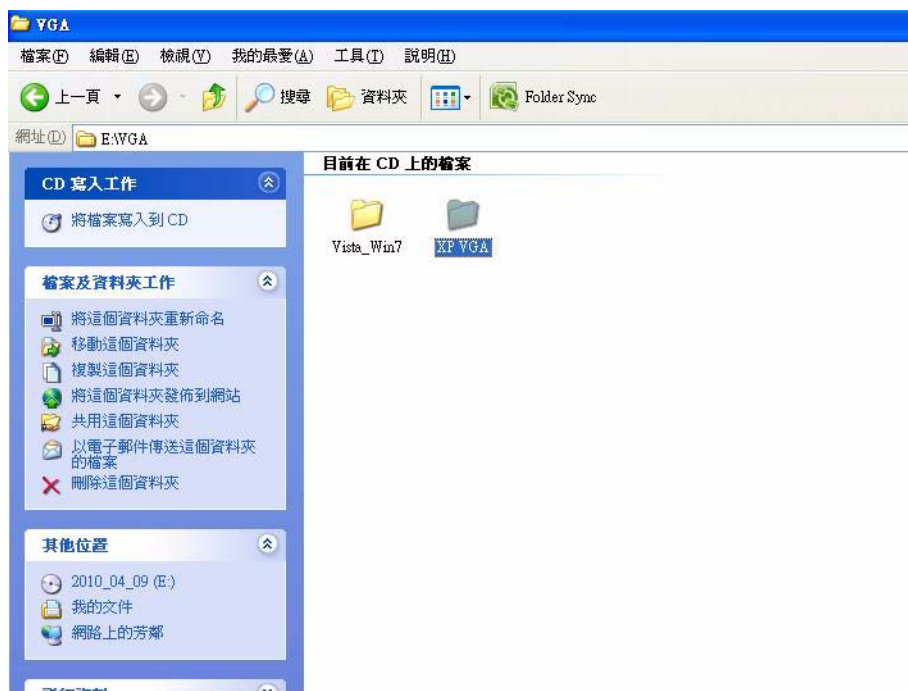 VGA
檔案(F) 編輯(E) 檢視(V) 我的最愛(A) 工具(T) 說明(H)
上一頁 搜尋 資料夾 Folder Sync
網址(D) E:\VGA
目前在 CD 上的檔案
CD 寫入工作
將檔案寫入到 CD
Vista_Win7 XP VGA
檔案及資料夾工作
將這個資料夾重新命名
移動這個資料夾
複製這個資料夾
將這個資料夾發佈到網站
共用這個資料夾
以電子郵件傳送這個資料夾
的檔案
刪除這個資料夾
其他位置
2010_04_09 (E:)
我的文件
網路上的芳鄰